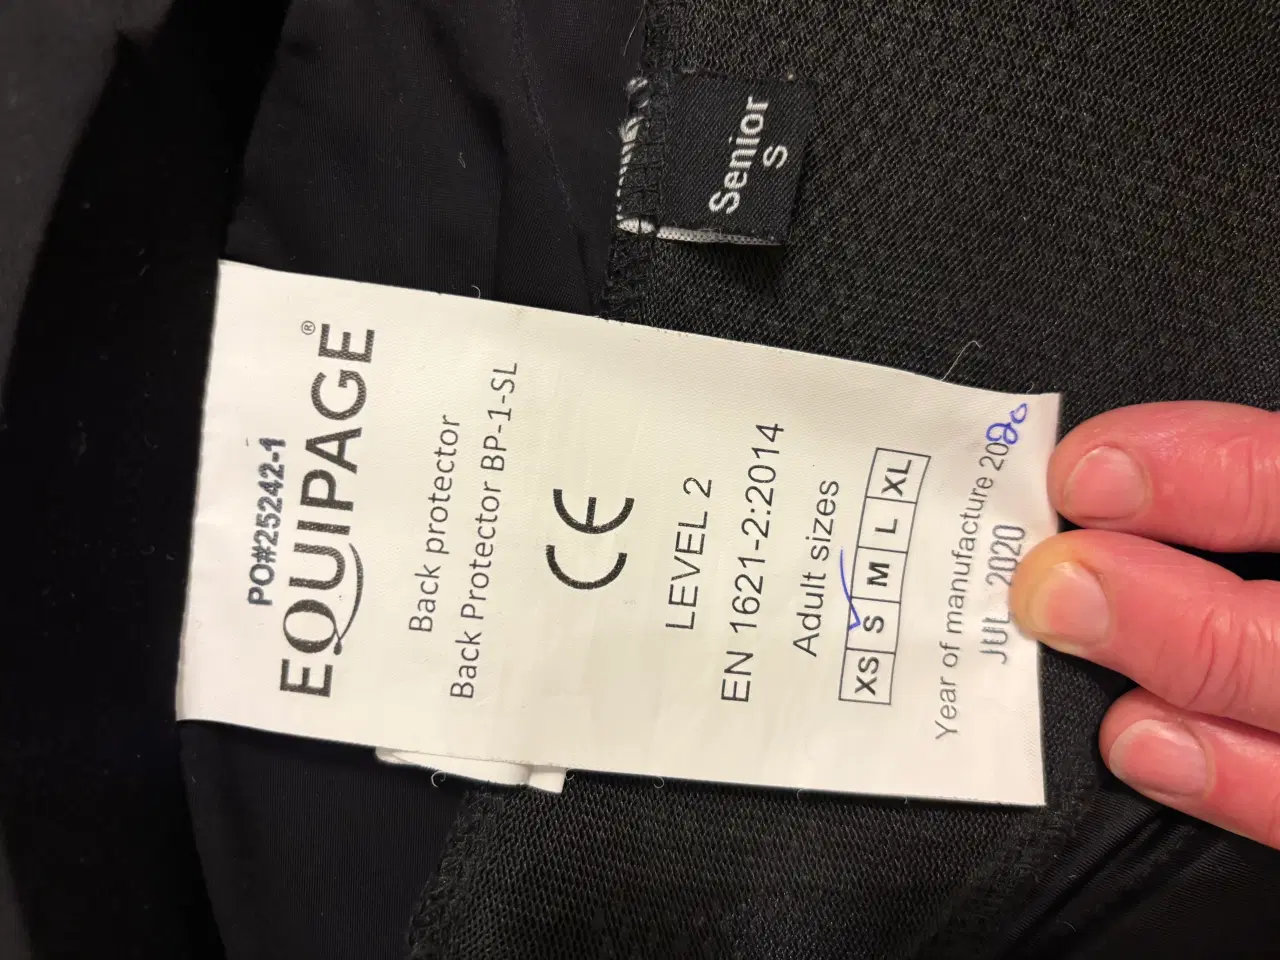 PO#25242-1
EQUIPAGE®
Back protector
Back Protector BP-1-SL
CE
LEVEL 2
EN 1621-2:2014
Adult sizes
XS S M L XL
Year of manufacture 2020
JUL 2020
Senior
S